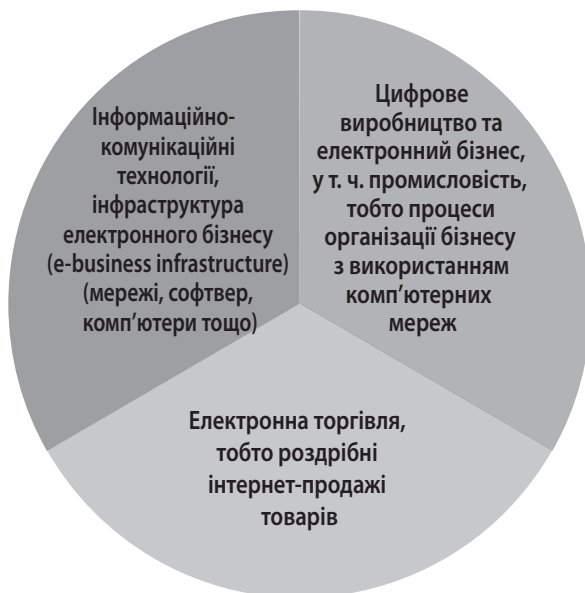 Інформаційно-
комунікаційні
технології,
інфраструктура
електронного бізнесу
(e-business infrastructure)
(мережі, софтвер,
комп’ютери тощо)
Цифрове
виробництво та
електронний бізнес,
у т. ч. промисловість,
тобто процеси
організації бізнесу
з використанням
комп’ютерних
мереж
Електронна торгівля,
тобто роздрібні
інтернет-продажі
товарів